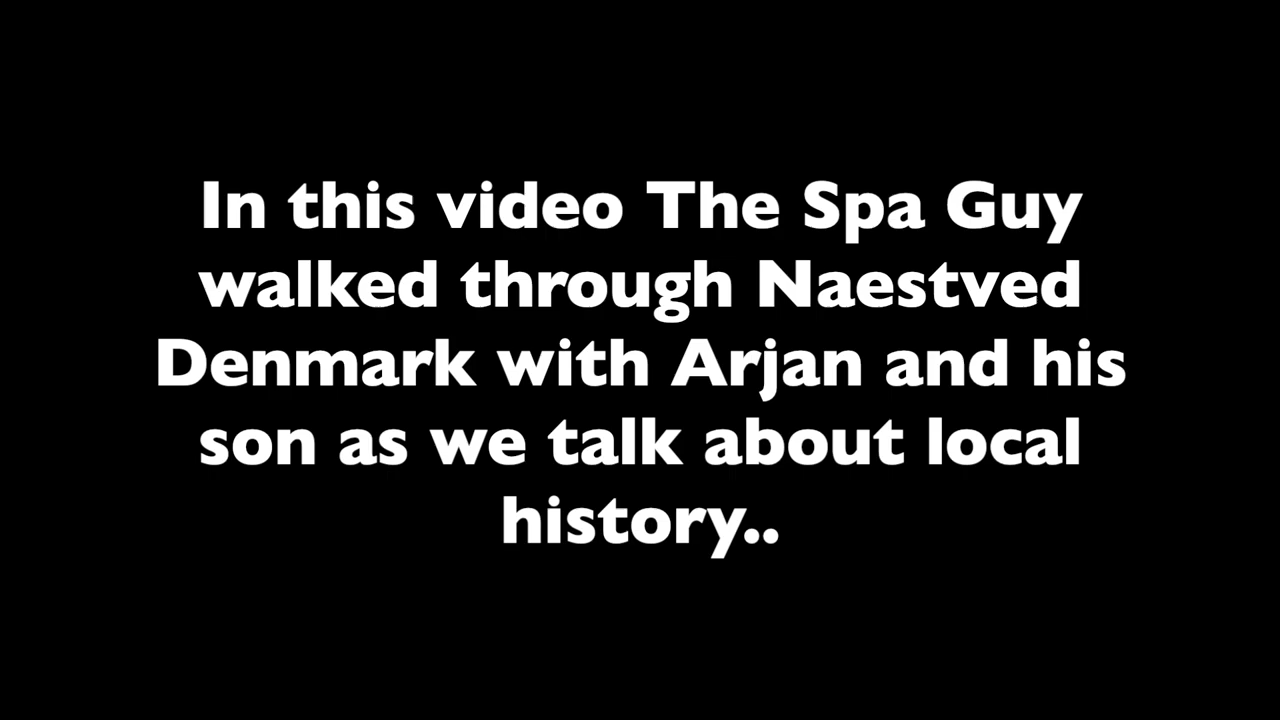 In this video The Spa Guy
walked through Naestved
Denmark with Arjan and his
son as we talk about local
history..